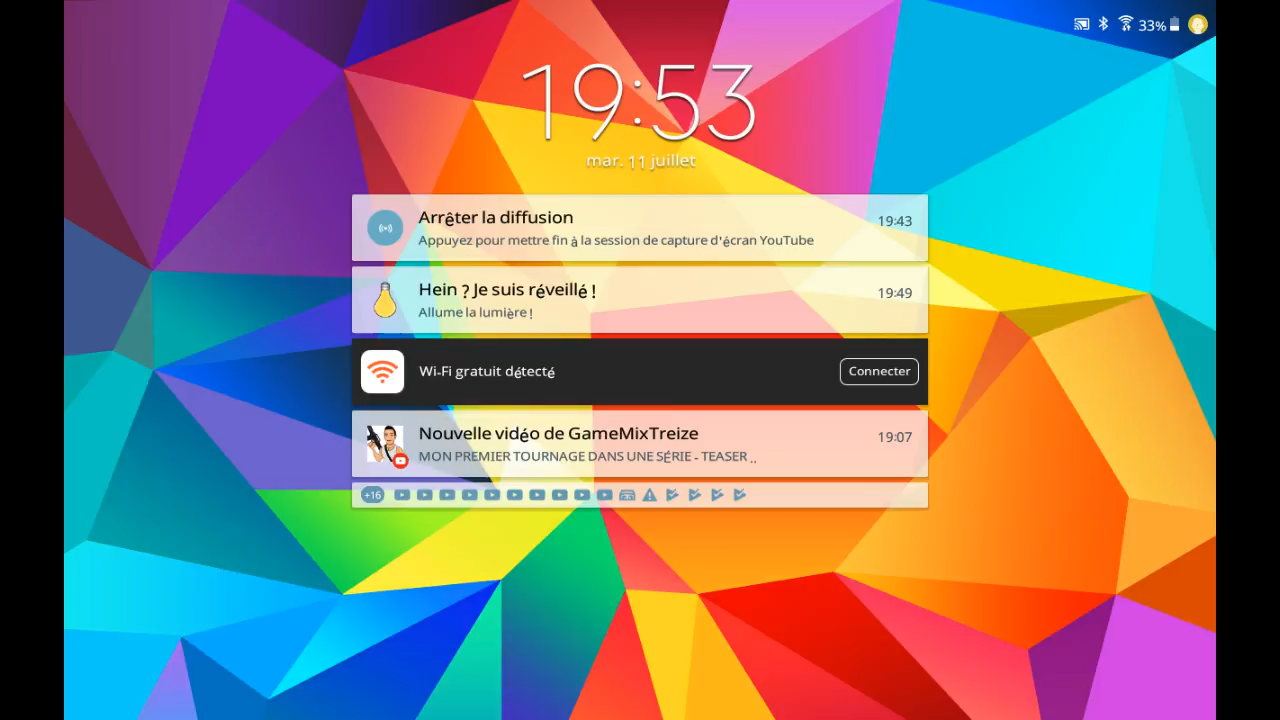 33%
19:53
mar. 11 juillet
Arrêter la diffusion
19:43
Appuyez pour mettre fin à la session de capture d'écran YouTube
Hein ? Je suis réveillé !
19:49
Allume la lumière !
Wi-Fi gratuit détecté
Connecter
Nouvelle vidéo de GameMixTreize
19:07
MON PREMIER TOURNAGE DANS UNE SÉRIE - TEASER ..
+16